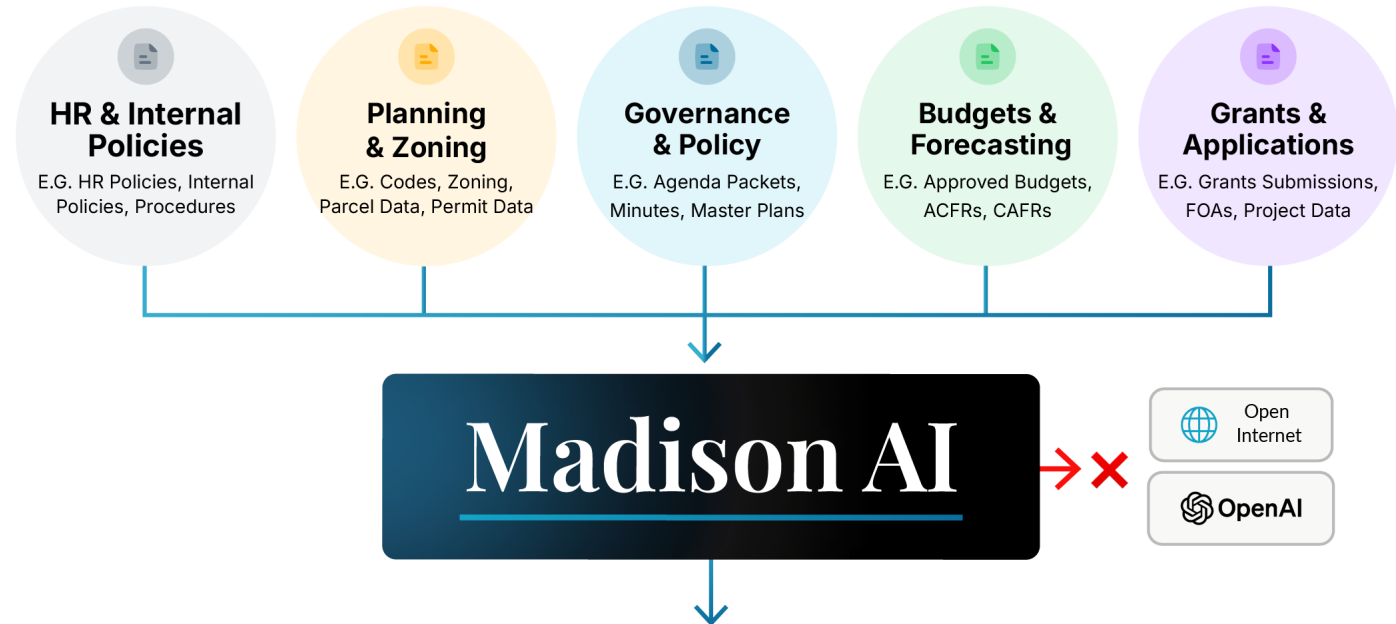 HR & Internal
Policies
E.G. HR Policies, Internal
Policies, Procedures
Planning
& Zoning
E.G. Codes, Zoning,
Parcel Data, Permit Data
Governance
& Policy
E.G. Agenda Packets,
Minutes, Master Plans
Budgets &
Forecasting
E.G. Approved Budgets,
ACFRs, CAFRs
Grants &
Applications
E.G. Grants Submissions,
FOAs, Project Data
Madison AI
Open
Internet
OpenAI